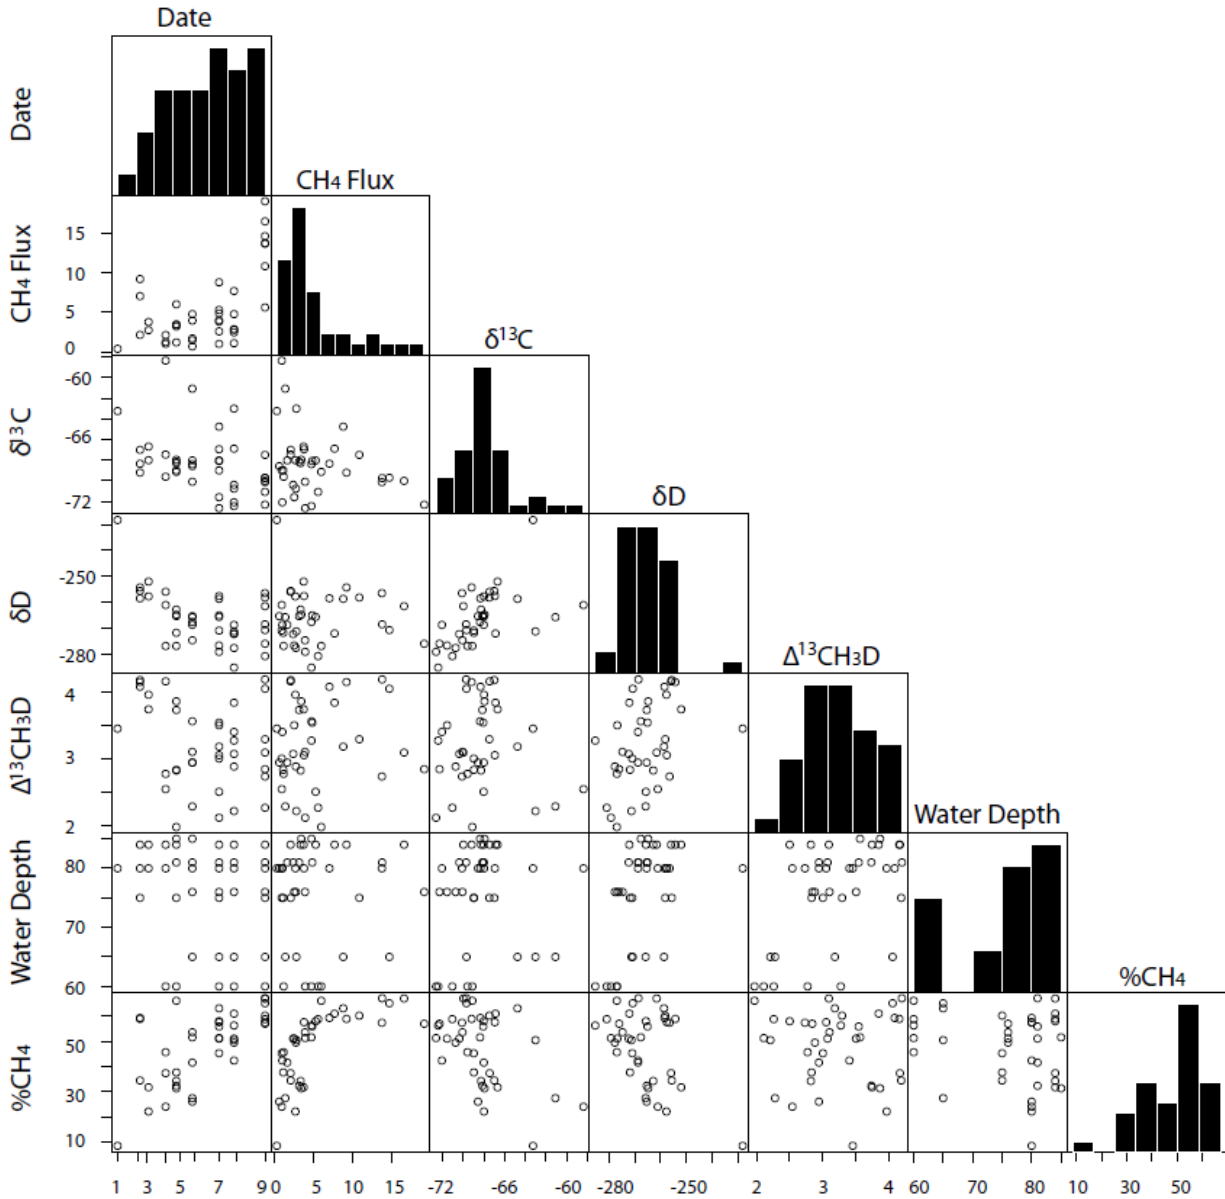 Date
Date
CH4 Flux
CH4 Flux
15
10
5
0
δ¹³C
δ¹³C
-60
-66
-72
δD
δD
-250
-280
Δ¹³CH₃D
Δ¹³CH₃D
4
3
2
Water Depth
Water Depth
80
70
60
%CH₄
%CH4
50
30
10
1 3 5 7 9 0 5 10 15 -72 -66 -60 -280 -250 2 3 4 60 70 80 10 30 50